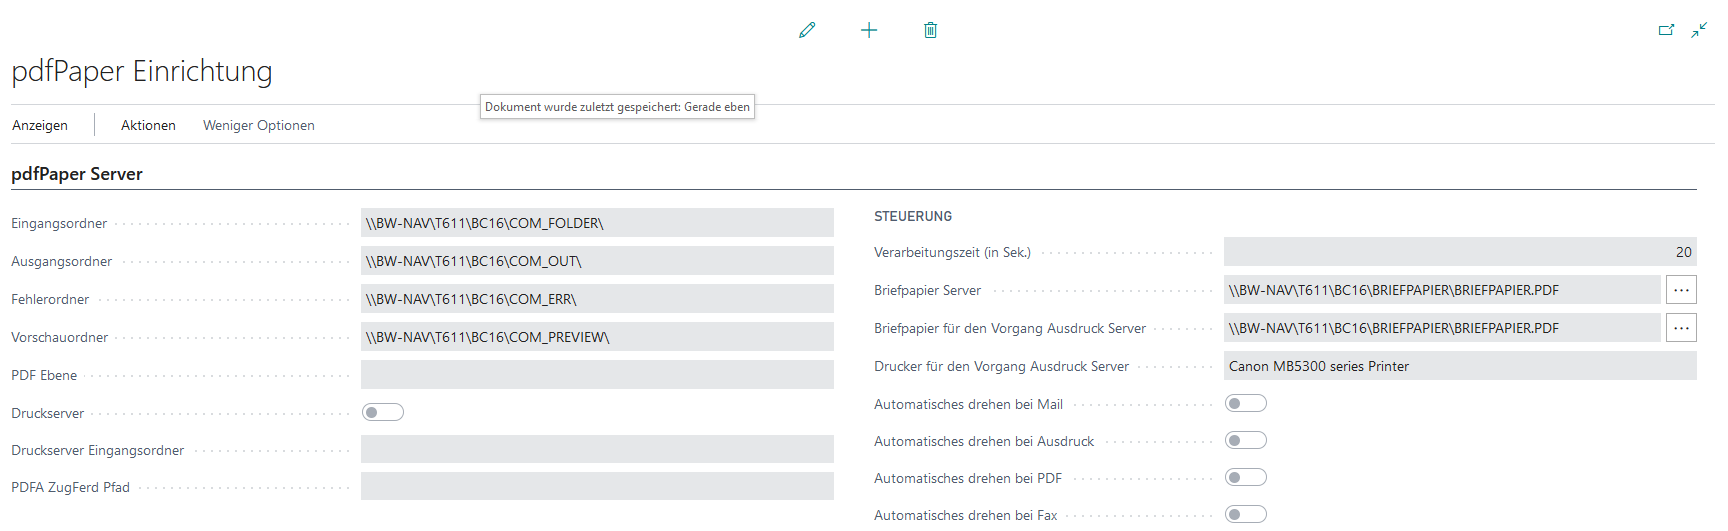 pdfPaper Einrichtung
Dokument wurde zuletzt gespeichert: Gerade eben
Anzeigen Aktionen Weniger Optionen
pdfPaper Server
Eingangsordner \\BW-NAV\T611\BC16\COM_FOLDER\
Ausgangsordner \\BW-NAV\T611\BC16\COM_OUT\
Fehlerordner \\BW-NAV\T611\BC16\COM_ERR\
Vorschauordner \\BW-NAV\T611\BC16\COM_PREVIEW\
PDF Ebene
Druckserver
Druckserver Eingangsordner
PDFA ZugFerd Pfad
STEUERUNG
Verarbeitungszeit (in Sek.) 20
Briefpapier Server \\BW-NAV\T611\BC16\BRIEFPAPIER\BRIEFPAPIER.PDF ...
Briefpapier für den Vorgang Ausdruck Server \\BW-NAV\T611\BC16\BRIEFPAPIER\BRIEFPAPIER.PDF ...
Drucker für den Vorgang Ausdruck Server Canon MB5300 series Printer
Automatisches drehen bei Mail
Automatisches drehen bei Ausdruck
Automatisches drehen bei PDF
Automatisches drehen bei Fax